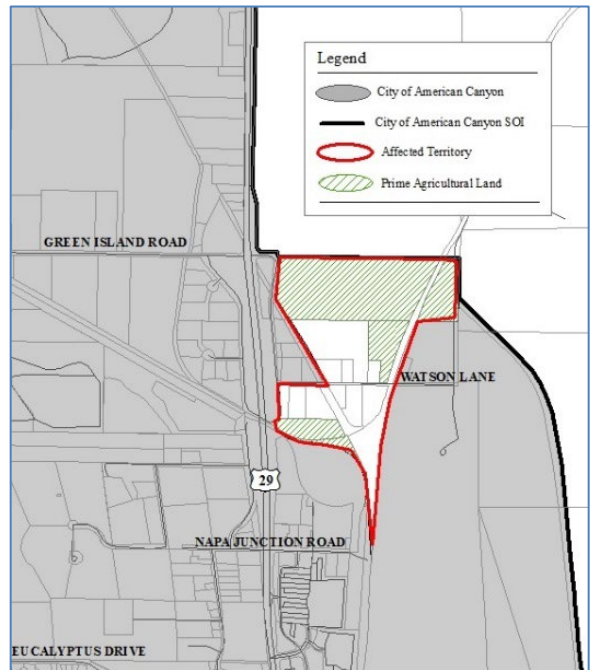 Legend
City of American Canyon
City of American Canyon SOI
Affected Territory
Prime Agricultural Land
GREEN ISLAND ROAD
WATSON LANE
29
NAPA JUNCTION ROAD
EUCALYPTUS DRIVE